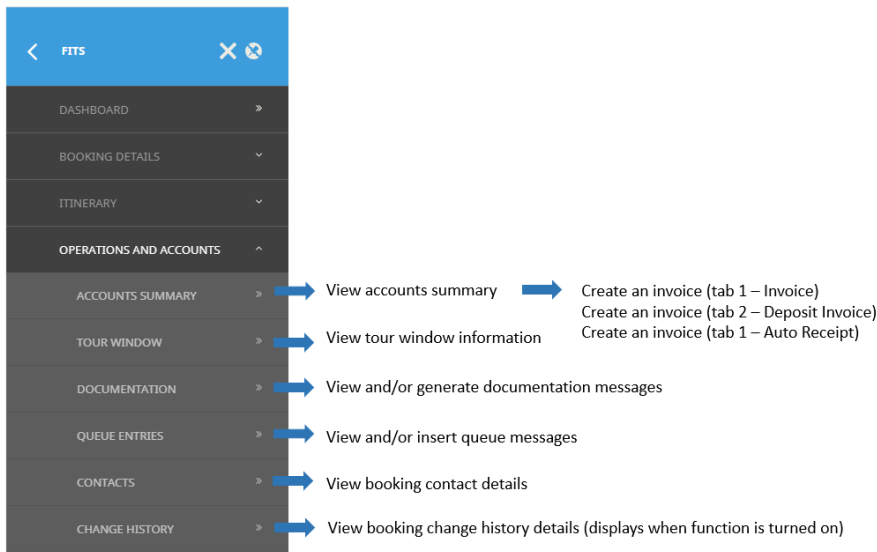 FITS
DASHBOARD
BOOKING DETAILS
ITINERARY
OPERATIONS AND ACCOUNTS
ACCOUNTS SUMMARY
View accounts summary
Create an invoice (tab 1 – Invoice)
Create an invoice (tab 2 – Deposit Invoice)
Create an invoice (tab 1 – Auto Receipt)
TOUR WINDOW
View tour window information
DOCUMENTATION
View and/or generate documentation messages
QUEUE ENTRIES
View and/or insert queue messages
CONTACTS
View booking contact details
CHANGE HISTORY
View booking change history details (displays when function is turned on)